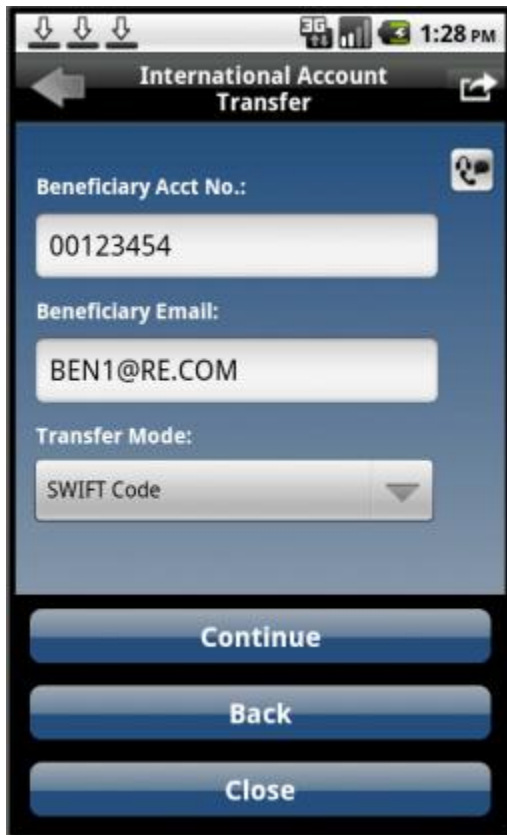 3G
1:28 PM
International Account
Transfer
Beneficiary Acct No.:
00123454
Beneficiary Email:
BEN1@RE.COM
Transfer Mode:
SWIFT Code
Continue
Back
Close